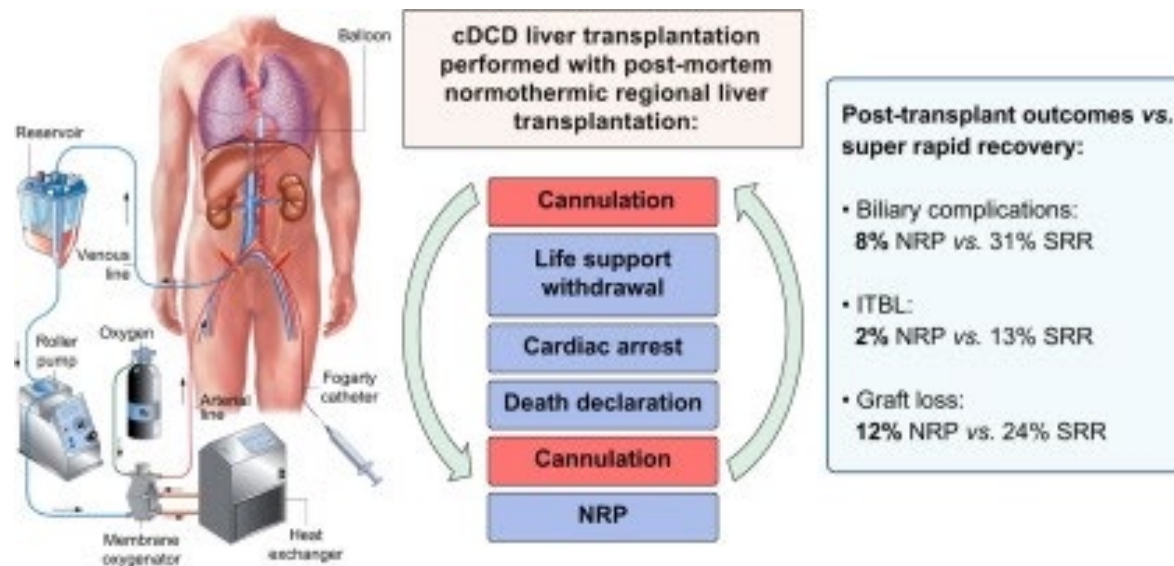 Balloon
Reservoir
Venous
line
Roller
pump
Oxygen
Arterial
line
Fogarty
catheter
Membrane
oxygenator
Heat
exchanger
cDCD liver transplantation
performed with post-mortem
normothermic regional liver
transplantation:
Cannulation
Life support
withdrawal
Cardiac arrest
Death declaration
Cannulation
NRP
Post-transplant outcomes vs.
super rapid recovery:
• Biliary complications:
8% NRP vs. 31% SRR
• ITBL:
2% NRP vs. 13% SRR
• Graft loss:
12% NRP vs. 24% SRR